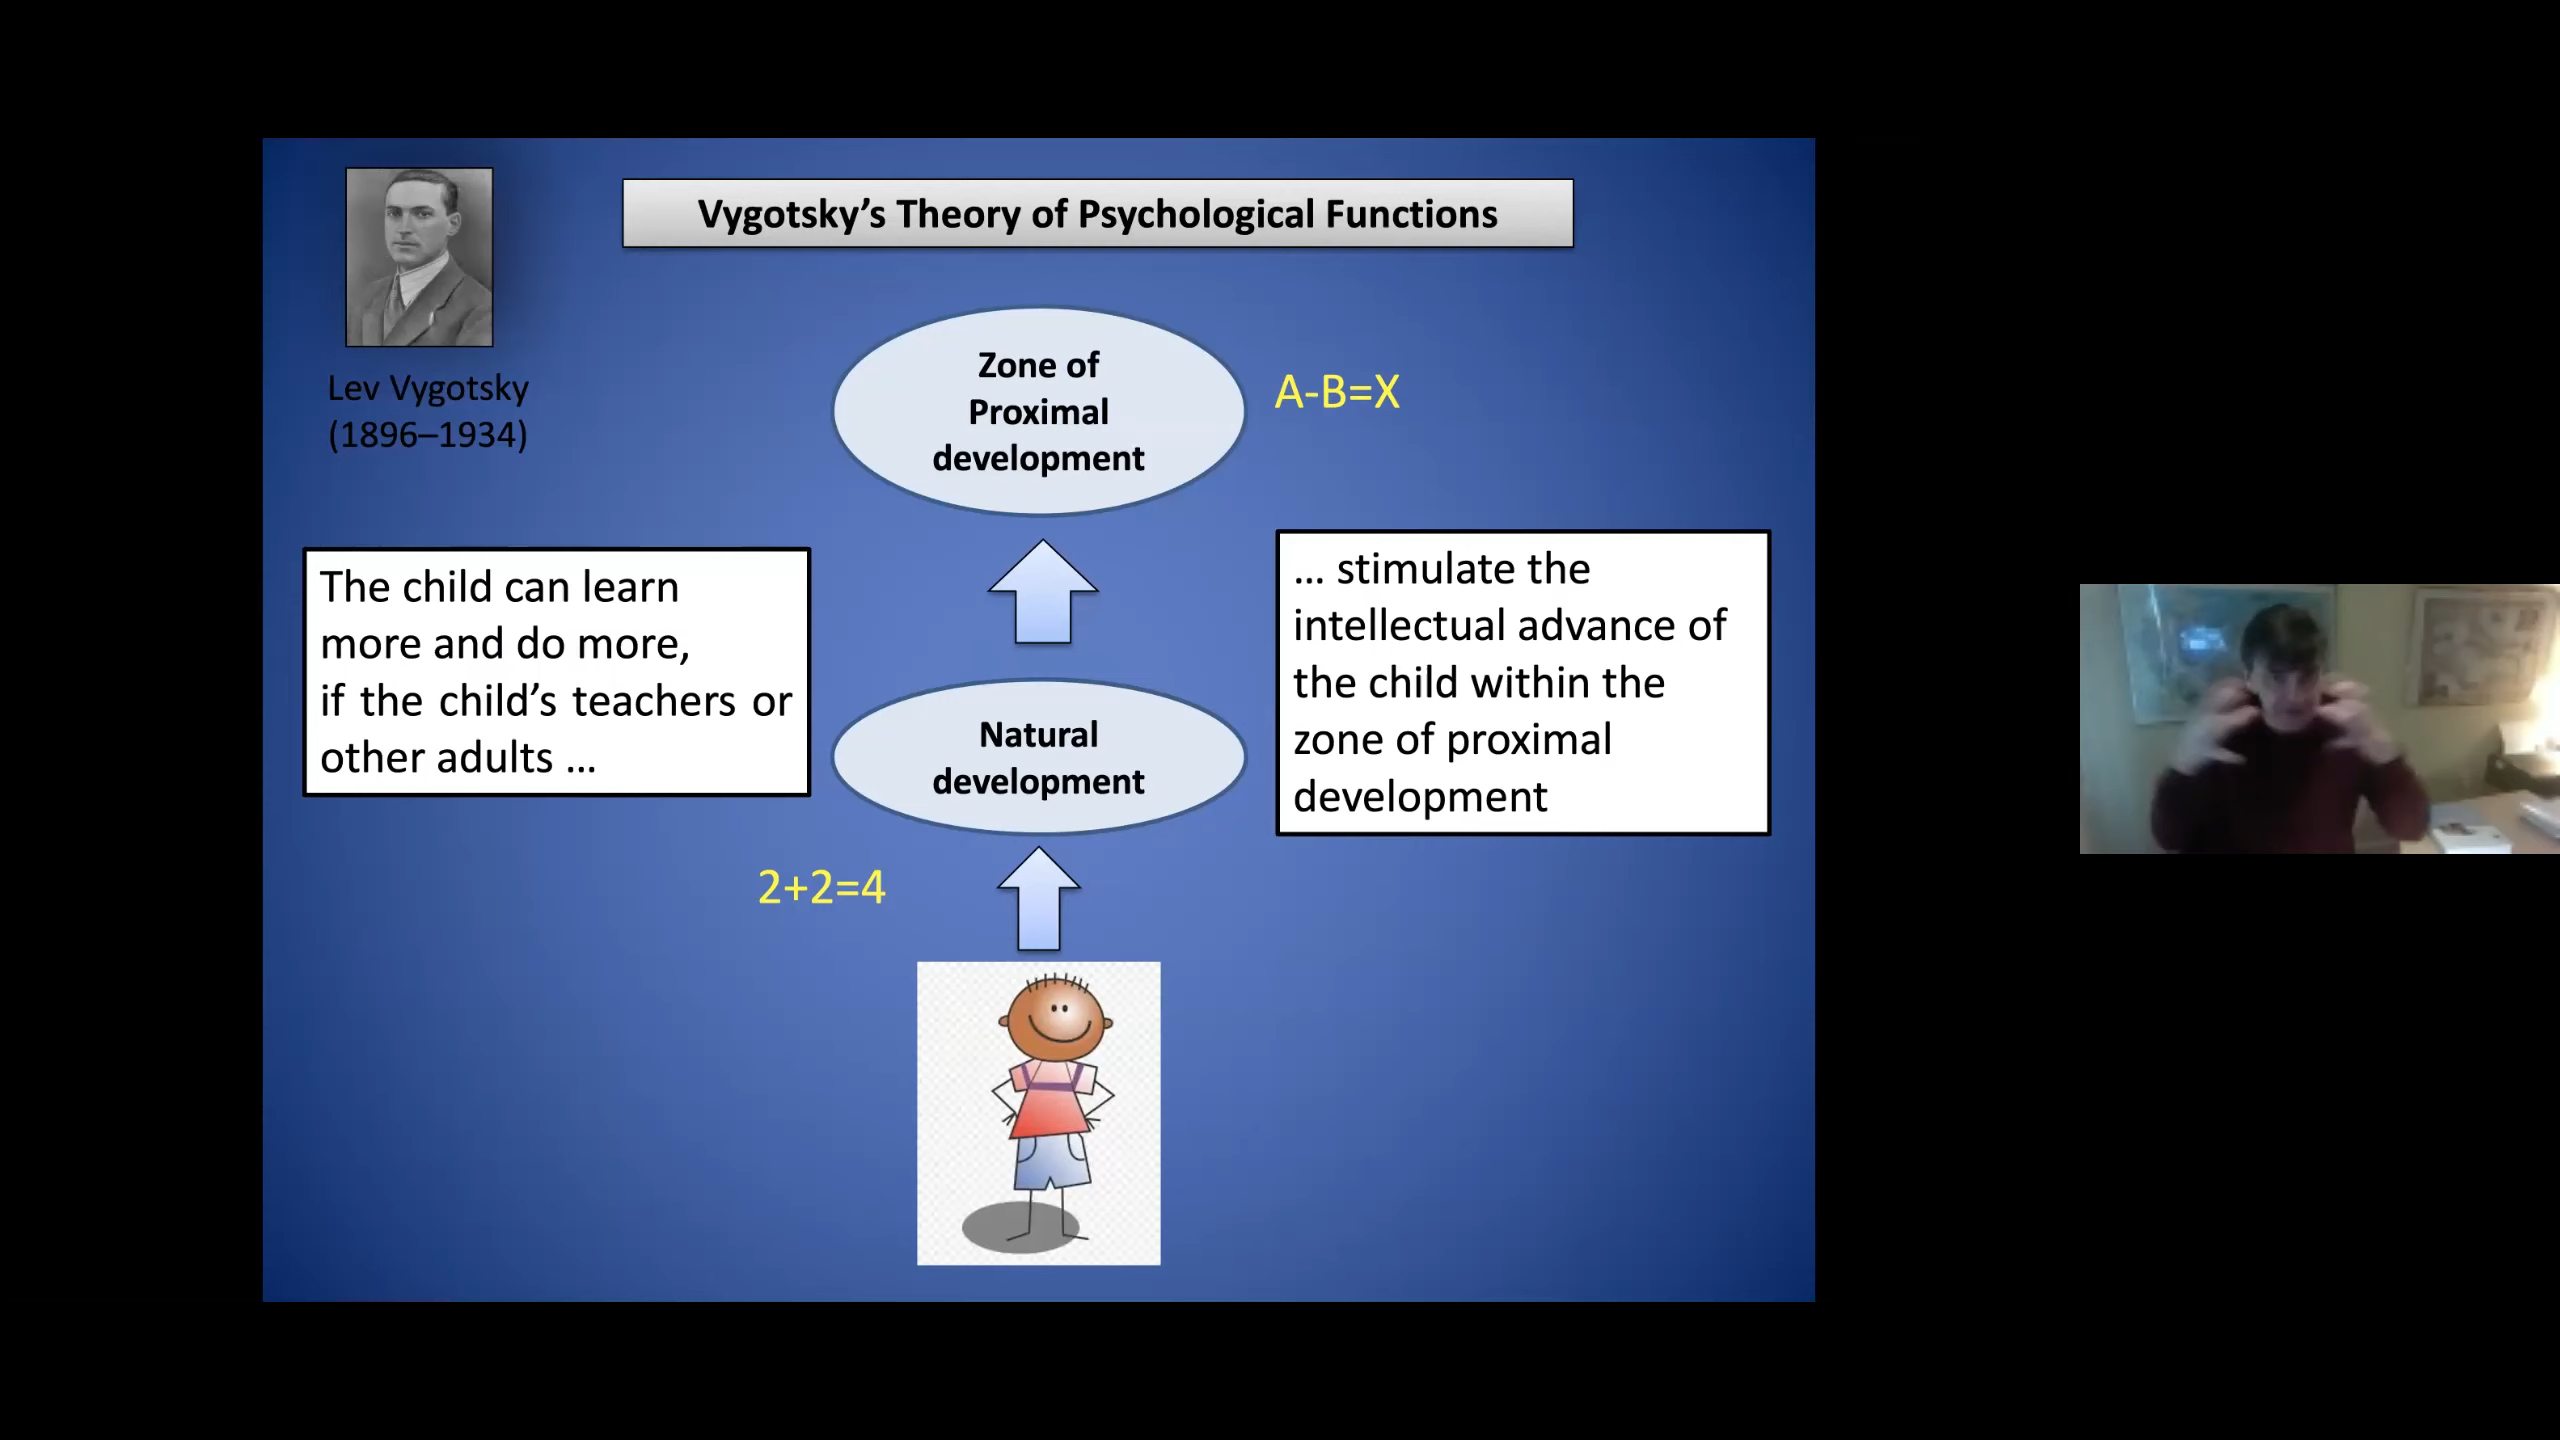 Vygotsky’s Theory of Psychological Functions
Lev Vygotsky
(1896–1934)
Zone of
Proximal
development
A-B=X
The child can learn
more and do more,
if the child’s teachers or
other adults ...
... stimulate the
intellectual advance of
the child within the
zone of proximal
development
Natural
development
2+2=4